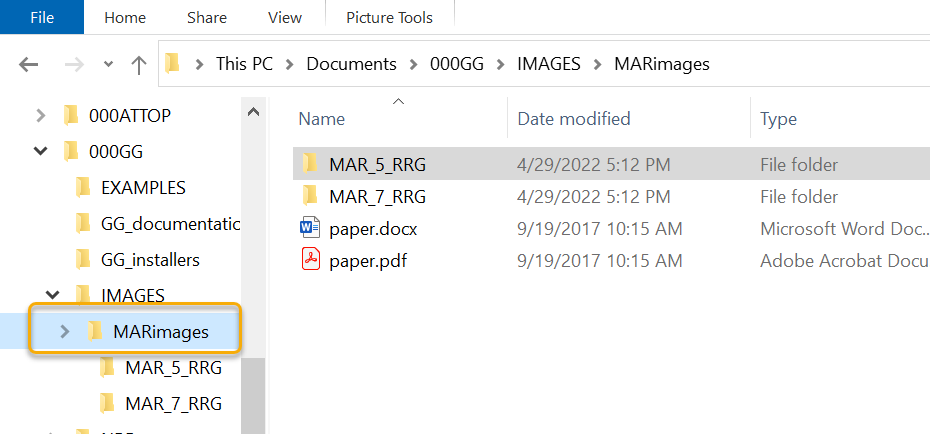 File Home Share View Picture Tools
This PC Documents 000GG IMAGES MARimages
000ATTOP
000GG
EXAMPLES
GG_documentatic
GG_installers
IMAGES
MARimages
MAR_5_RRG
MAR_7_RRG
Name Date modified Type
MAR_5_RRG 4/29/2022 5:12 PM File folder
MAR_7_RRG 4/29/2022 5:12 PM File folder
paper.docx 9/19/2017 10:15 AM Microsoft Word Doc...
paper.pdf 9/19/2017 10:15 AM Adobe Acrobat Docu